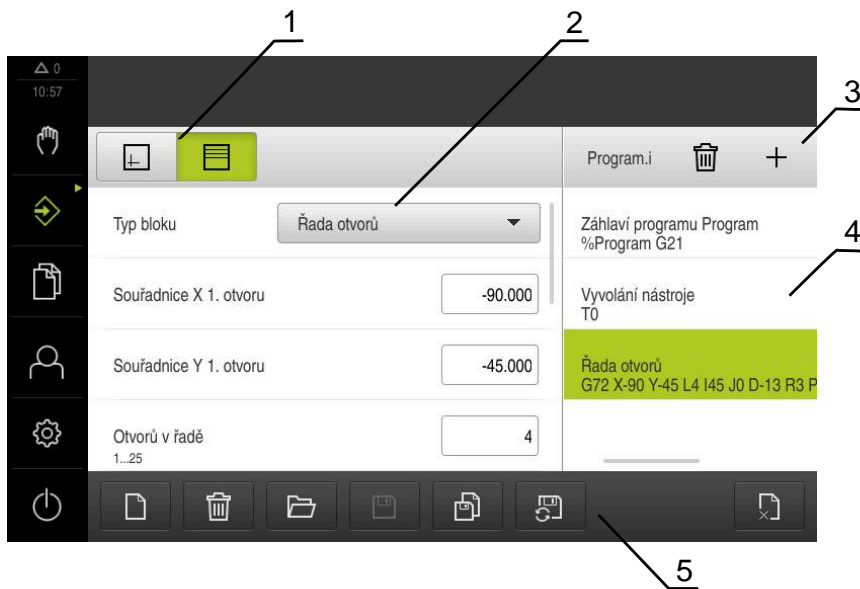 1
2
3
△ 0
10:57
Program.i
Typ bloku
Řada otvorů
Záhlaví programu Program
%Program G21
4
Souřadnice X 1. otvoru
-90.000
Vyvolání nástroje
T0
Souřadnice Y 1. otvoru
-45.000
Řada otvorů
G72 X-90 Y-45 L4 I45 J0 D-13 R3 P
Otvorů v řadě
1...25
4
5